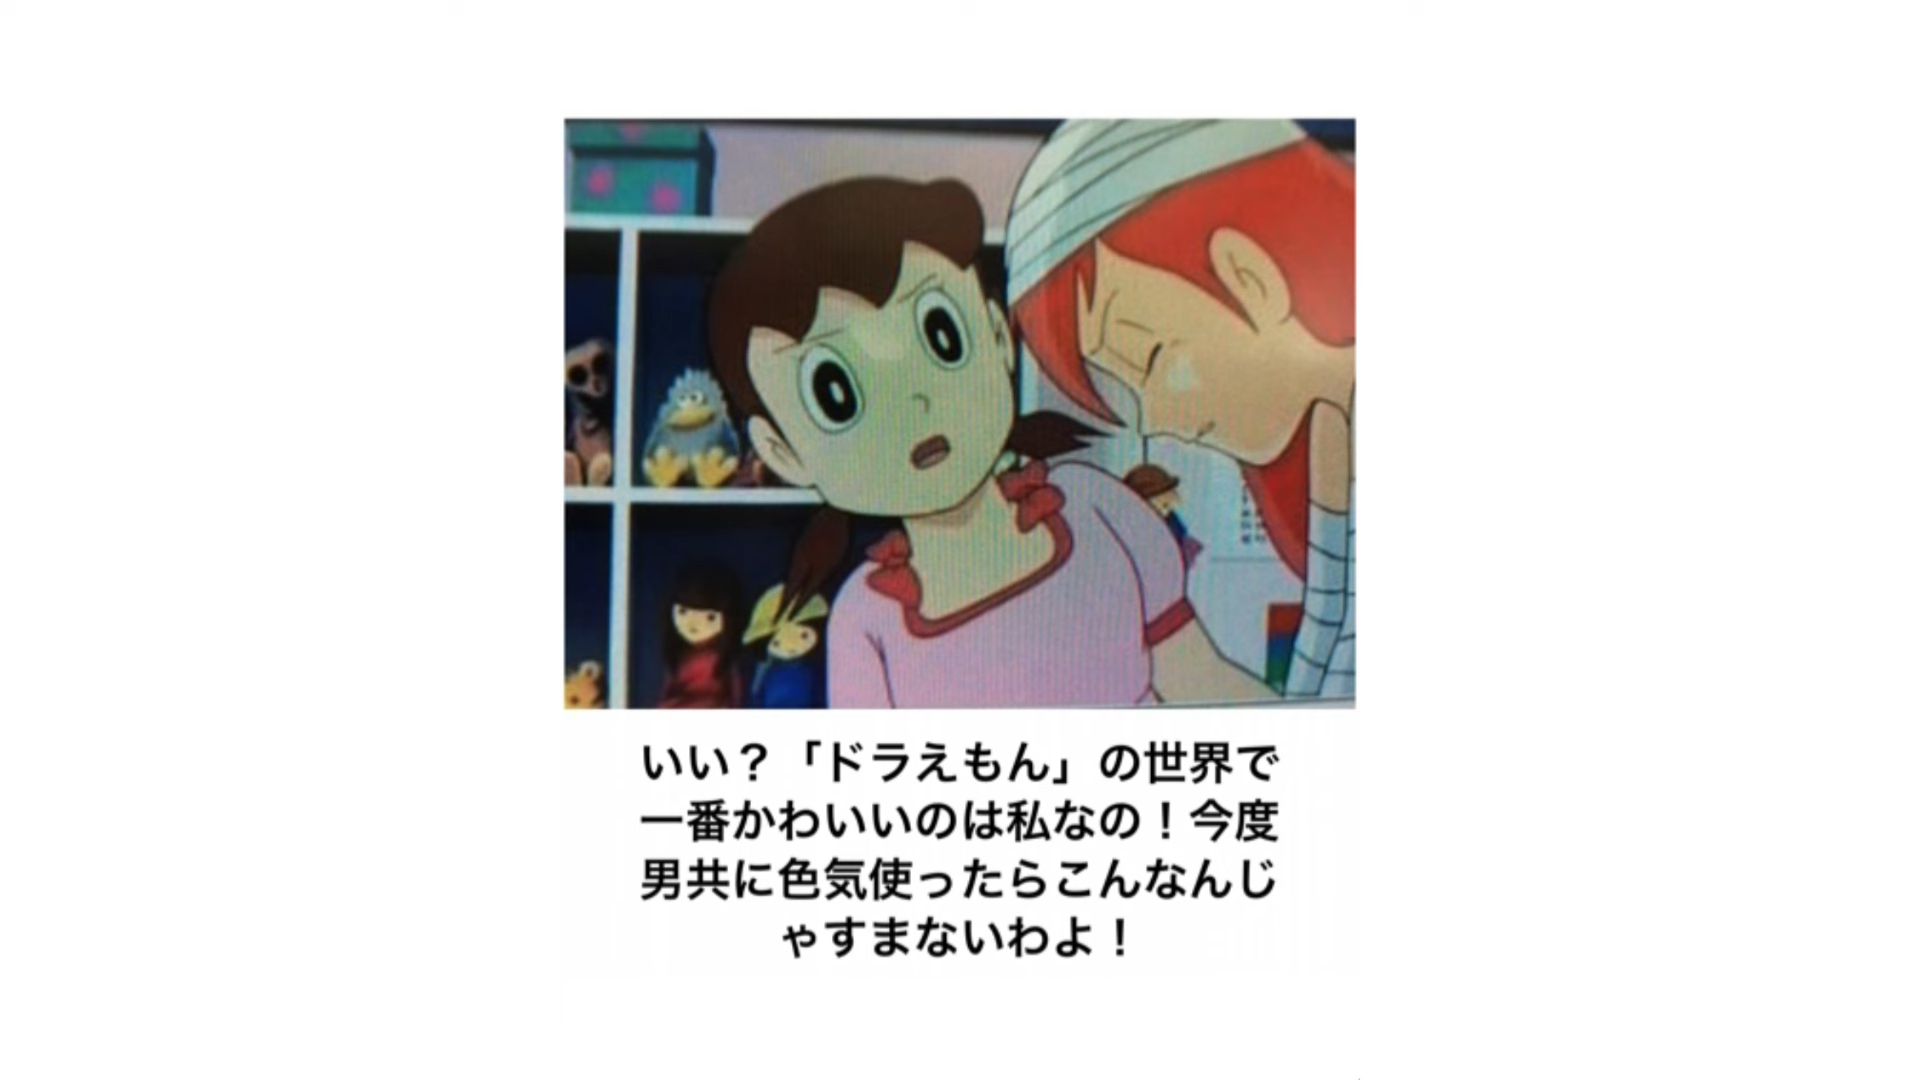 いい？「ドラえもん」の世界で
一番かわいいのは私なの！今度
男共に色気使ったらこんなんじ
ゃすまないわよ！